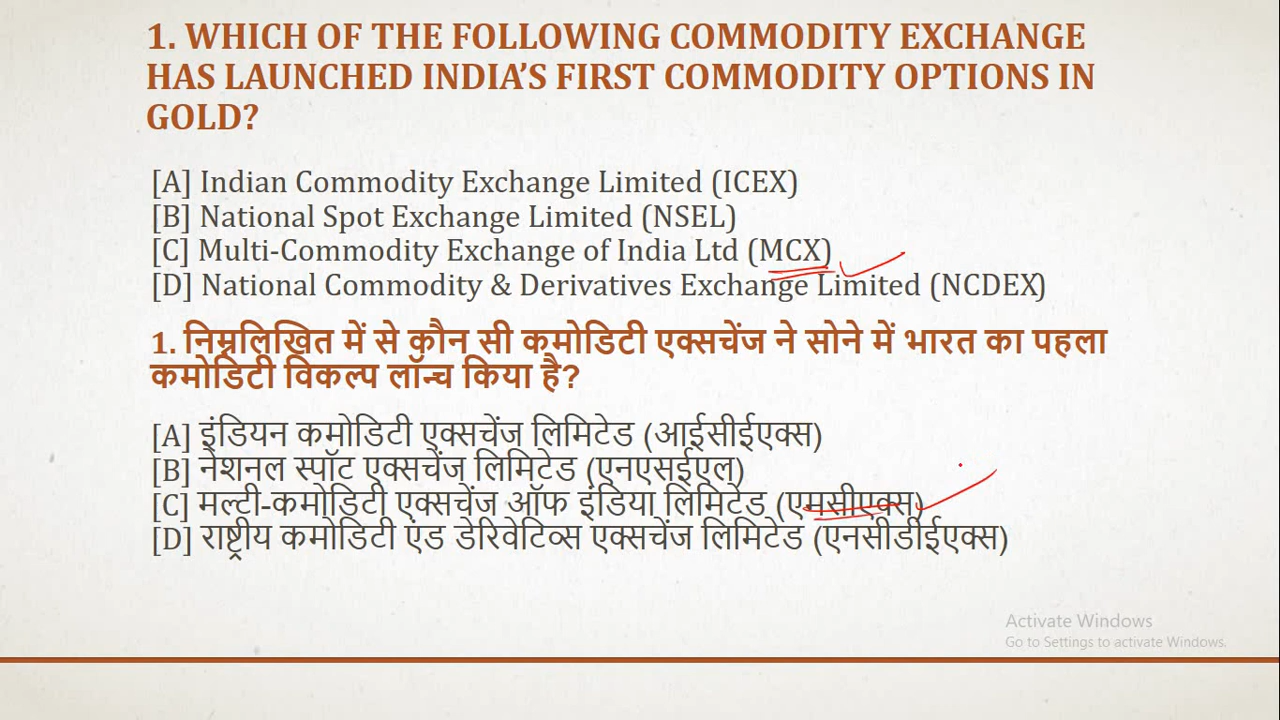 1. WHICH OF THE FOLLOWING COMMODITY EXCHANGE
HAS LAUNCHED INDIA’S FIRST COMMODITY OPTIONS IN
GOLD?
[A] Indian Commodity Exchange Limited (ICEX)
[B] National Spot Exchange Limited (NSEL)
[C] Multi-Commodity Exchange of India Ltd (MCX)
[D] National Commodity & Derivatives Exchange Limited (NCDEX)
1. निम्नलिखित में से कौन सी कमोडिटी एक्सचेंज ने सोने में भारत का पहला
कमोडिटी विकल्प लॉन्च किया है?
[A] इंडियन कमोडिटी एक्सचेंज लिमिटेड (आईसीईएक्स)
[B] नेशनल स्पॉट एक्सचेंज लिमिटेड (एनएसईएल)
[C] मल्टी-कमोडिटी एक्सचेंज ऑफ इंडिया लिमिटेड (एमसीएक्स)
[D] राष्ट्रीय कमोडिटी एंड डेरिवेटिव्स एक्सचेंज लिमिटेड (एनसीडीईएक्स)
Activate Windows
Go to Settings to activate Windows.